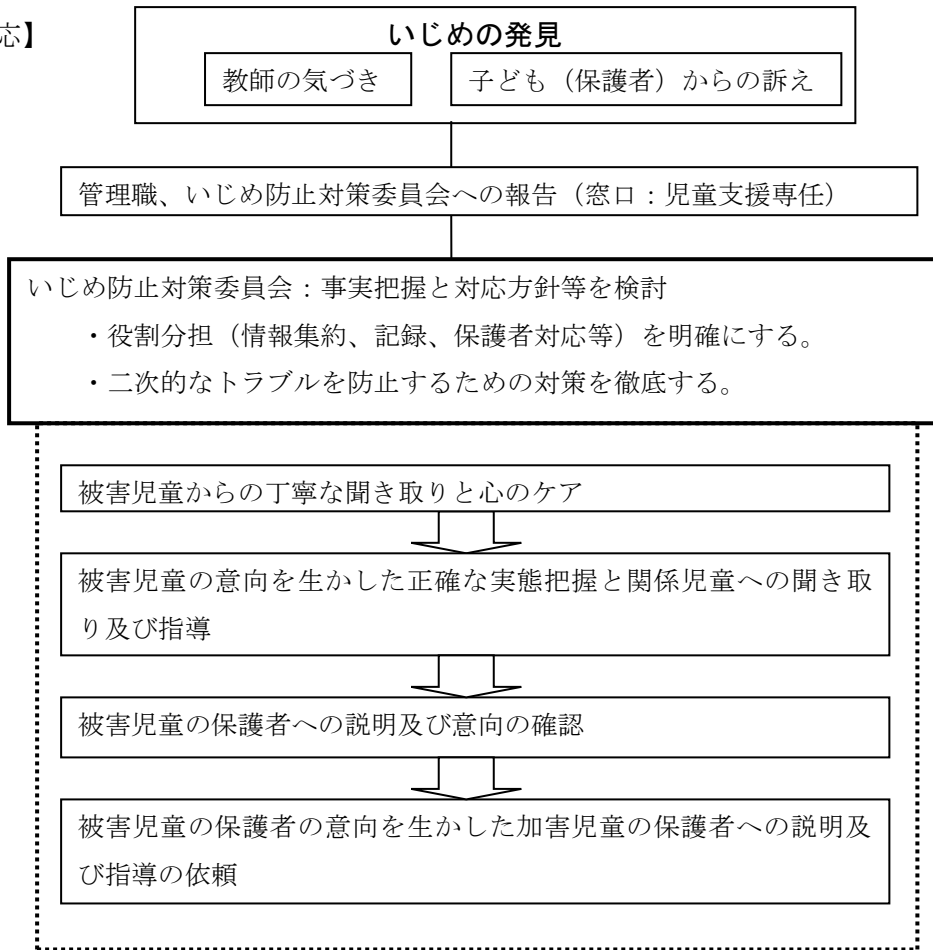 応】
いじめの発見
教師の気づき
子ども（保護者）からの訴え
管理職、いじめ防止対策委員会への報告（窓口：児童支援専任）
いじめ防止対策委員会：事実把握と対応方針等を検討
・役割分担（情報集約、記録、保護者対応等）を明確にする。
・二次的なトラブルを防止するための対策を徹底する。
被害児童からの丁寧な聞き取りと心のケア
被害児童の意向を生かした正確な実態把握と関係児童への聞き取
り及び指導
被害児童の保護者への説明及び意向の確認
被害児童の保護者の意向を生かした加害児童の保護者への説明及
び指導の依頼